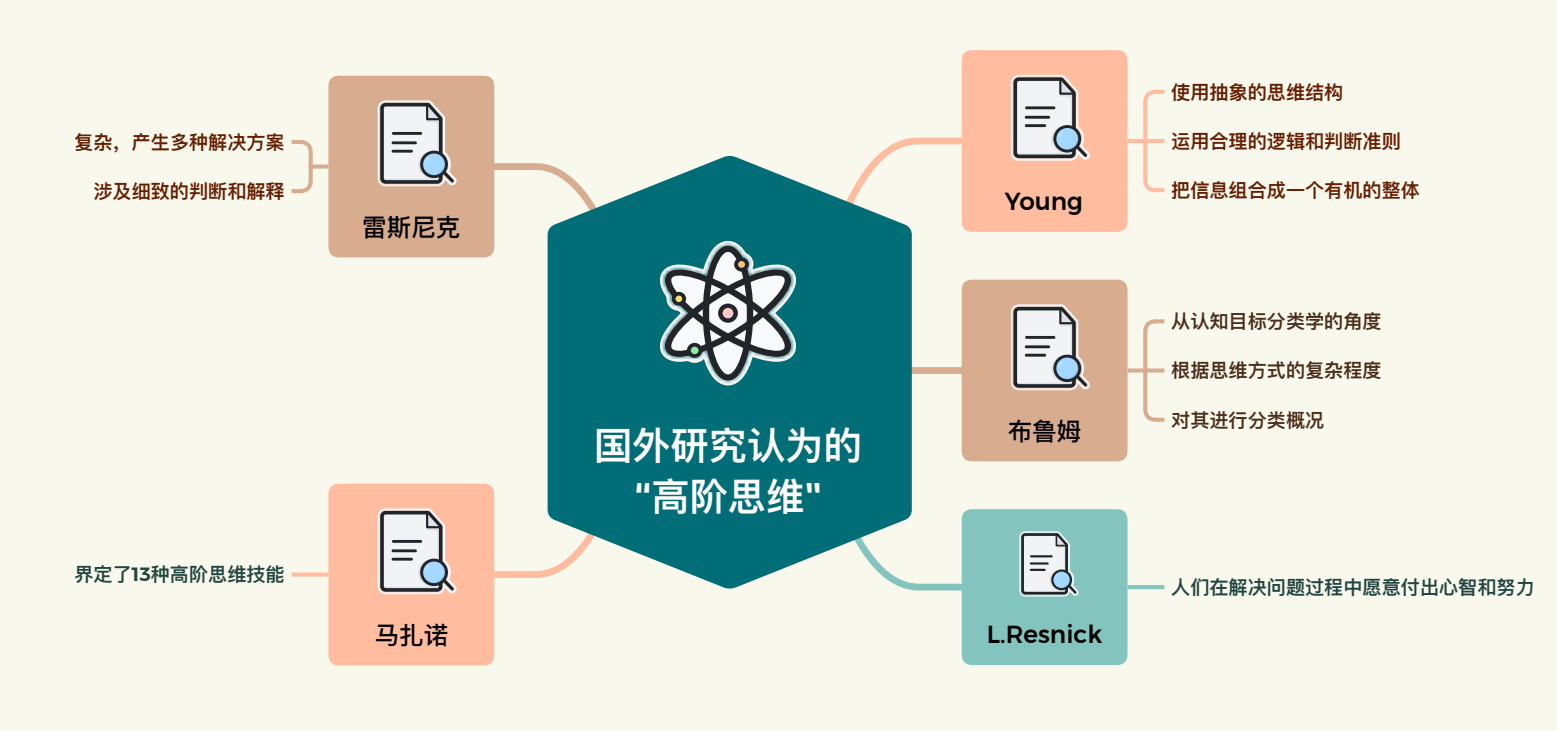 国外研究认为的
“高阶思维"
Young
使用抽象的思维结构
运用合理的逻辑和判断准则
把信息组合成一个有机的整体
布鲁姆
从认知目标分类学的角度
根据思维方式的复杂程度
对其进行分类概况
L.Resnick
人们在解决问题过程中愿意付出心智和努力
雷斯尼克
复杂，产生多种解决方案
涉及细致的判断和解释
马扎诺
界定了13种高阶思维技能